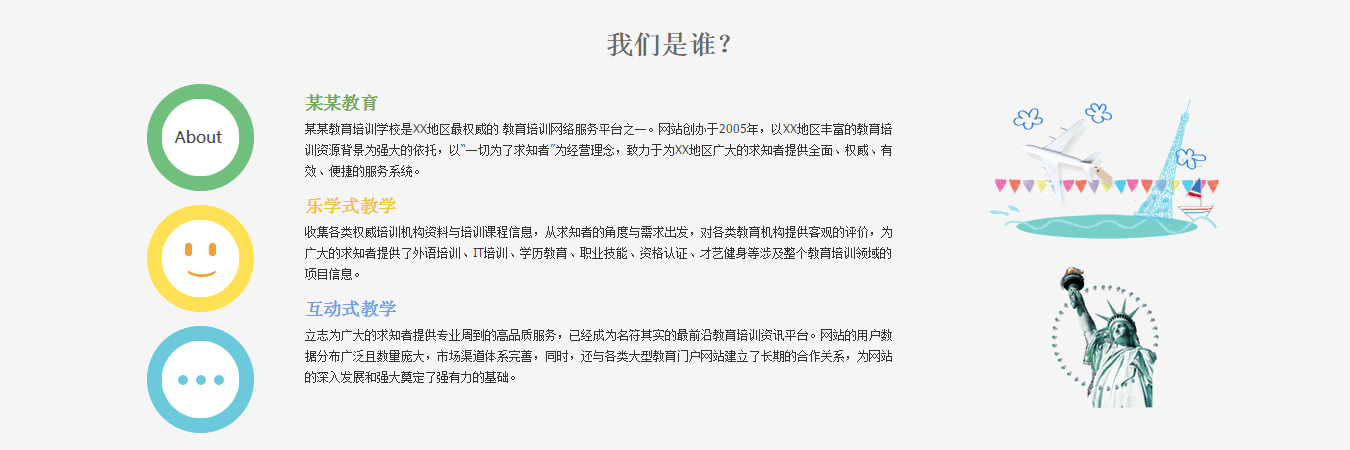 我们是谁？
About
某某教育
某某教育培训学校是XX地区最权威的 教育培训网络服务平台之一。网站创办于2005年，以XX地区丰富的教育培
训资源背景为强大的依托，以“一切为了求知者”为经营理念，致力于为XX地区广大的求知者提供全面、权威、有
效、便捷的服务系统。
乐学式教学
收集各类权威培训机构资料与培训课程信息，从求知者的角度与需求出发，对各类教育机构提供客观的评价，为
广大的求知者提供了外语培训、IT培训、学历教育、职业技能、资格认证、才艺健身等涉及整个教育培训领域的
项目信息。
互动式教学
立志为广大的求知者提供专业周到的高品质服务，已经成为名符其实的最前沿教育培训资讯平台。网站的用户数
据分布广泛且数量庞大，市场渠道体系完善，同时，还与各类大型教育门户网站建立了长期的合作关系，为网站
的深入发展和强大奠定了强有力的基础。